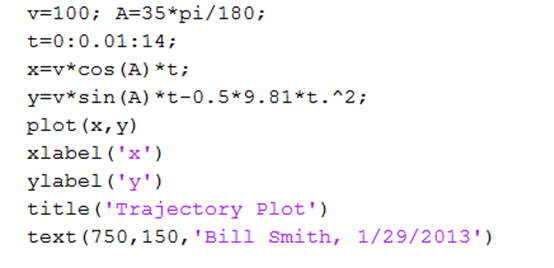 v=100; A=35*pi/180;
t=0:0.01:14;
x=v*cos(A)*t;
y=v*sin(A)*t-0.5*9.81*t.^2;
plot(x,y)
xlabel('x')
ylabel('y')
title('Trajectory Plot')
text(750,150,'Bill Smith, 1/29/2013')